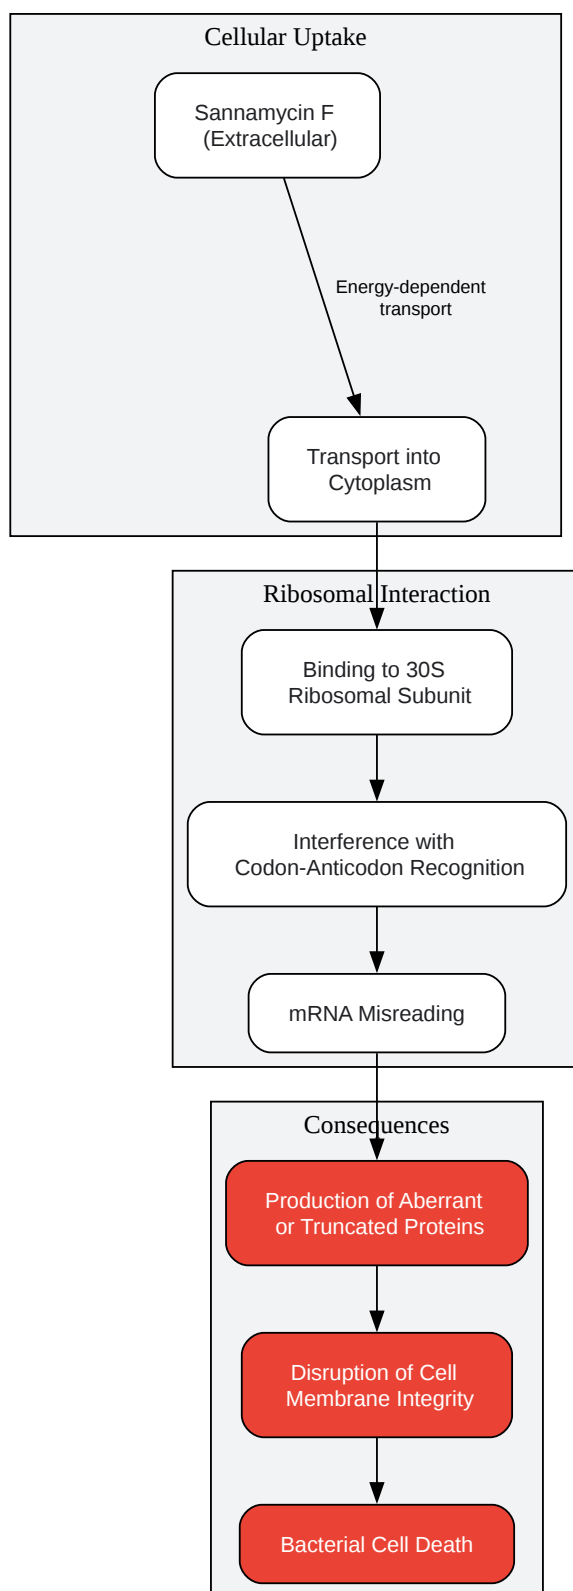 Cellular Uptake
Sannamycin F
(Extracellular)
Energy-dependent
transport
Transport into
Cytoplasm
Ribosomal Interaction
Binding to 30S
Ribosomal Subunit
Interference with
Codon-Anticodon Recognition
mRNA Misreading
Consequences
Production of Aberrant
or Truncated Proteins
Disruption of Cell
Membrane Integrity
Bacterial Cell Death